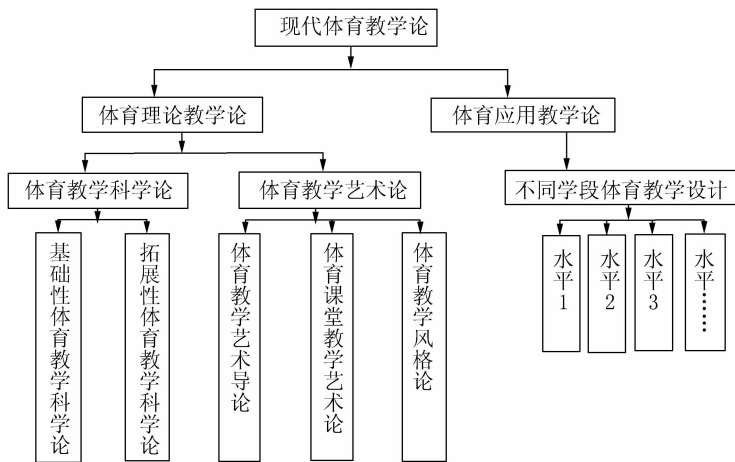 现代体育教学论
体育理论教学论
体育应用教学论
体育教学科学论
体育教学艺术论
不同学段体育教学设计
基础性体育教学科学论
拓展性体育教学科学论
体育教学艺术导论
体育课堂教学艺术论
体育教学风格论
水平1
水平2
水平3
水平……